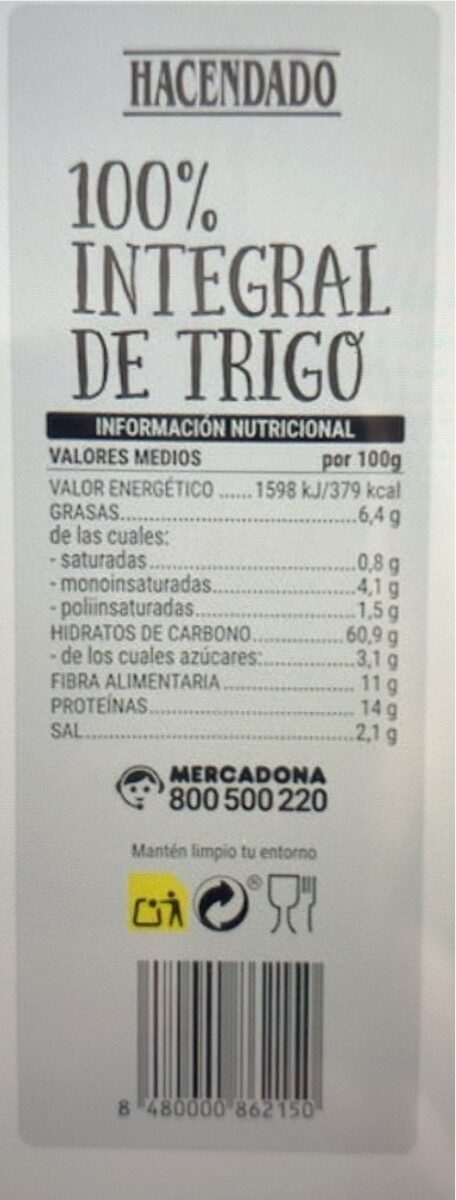 HACENDADO
100%
INTEGRAL
DE TRIGO
INFORMACIÓN NUTRICIONAL
VALORES MEDIOS por 100g
VALOR ENERGÉTICO ...... 1598 kJ/379 kcal
GRASAS..........................................6,4 g
de las cuales:
- saturadas.....................................0,8 g
- monoinsaturadas.........................4,1 g
- poliinsaturadas............................1,5 g
HIDRATOS DE CARBONO................60,9 g
- de los cuales azúcares:................3,1 g
FIBRA ALIMENTARIA....................... 11 g
PROTEÍNAS.................................... 14 g
SAL..............................................2,1 g
MERCADONA
800 500 220
Mantén limpio tu entorno
®
8 480000 862150